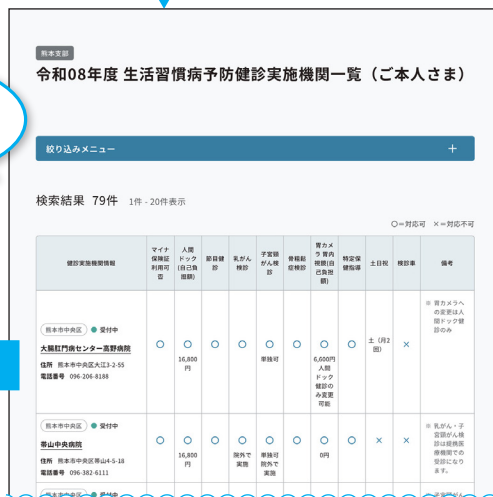 熊本支部
令和08年度 生活習慣病予防健診実施機関一覧（ご本人さま）
絞り込みメニュー ＋
検索結果 79件 1件 - 20件表示
〇＝対応可 ×＝対応不可
健診実施機関情報
マイナ保険証利用可否
人間ドック(自己負担額)
節目健診
乳がん検診
子宮頸がん検診
骨粗鬆症検診
胃カメラ 胃内視鏡(自己負担額)
特定保健指導
土日祝
検診車
備考
熊本市中央区 ● 受付中
大腸肛門病センター高野病院
住所 熊本市中央区大江3-2-55
電話番号 096-206-8188
〇
〇
16,800円
〇
〇
〇
単独可
〇
〇
6,600円 人間ドック健診のみ変更可能
〇
土（月2回）
×
※ 胃カメラへの変更は人間ドック健診のみ
熊本市中央区 ● 受付中
帯山中央病院
住所 熊本市中央区帯山4-5-18
電話番号 096-382-6111
〇
〇
16,800円
〇
〇
院外で実施
〇
単独可 院外で実施
〇
〇
0円
〇
×
×
※ 乳がん・子宮頸がん検診は提携医療機関での受診になります。